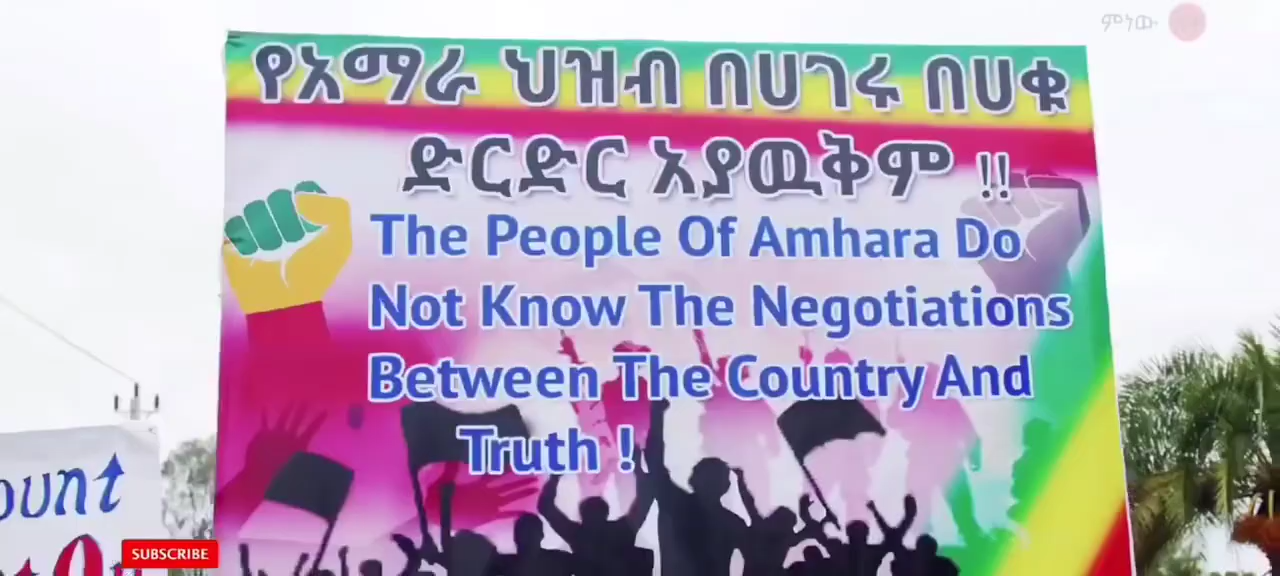 ምነው
የአማራ ህዝብ በሀገሩ በሀቁ
ድርድር አያዉቅም !!
The People Of Amhara Do
Not Know The Negotiations
Between The Country And
Truth !
ount
SUBSCRIBE